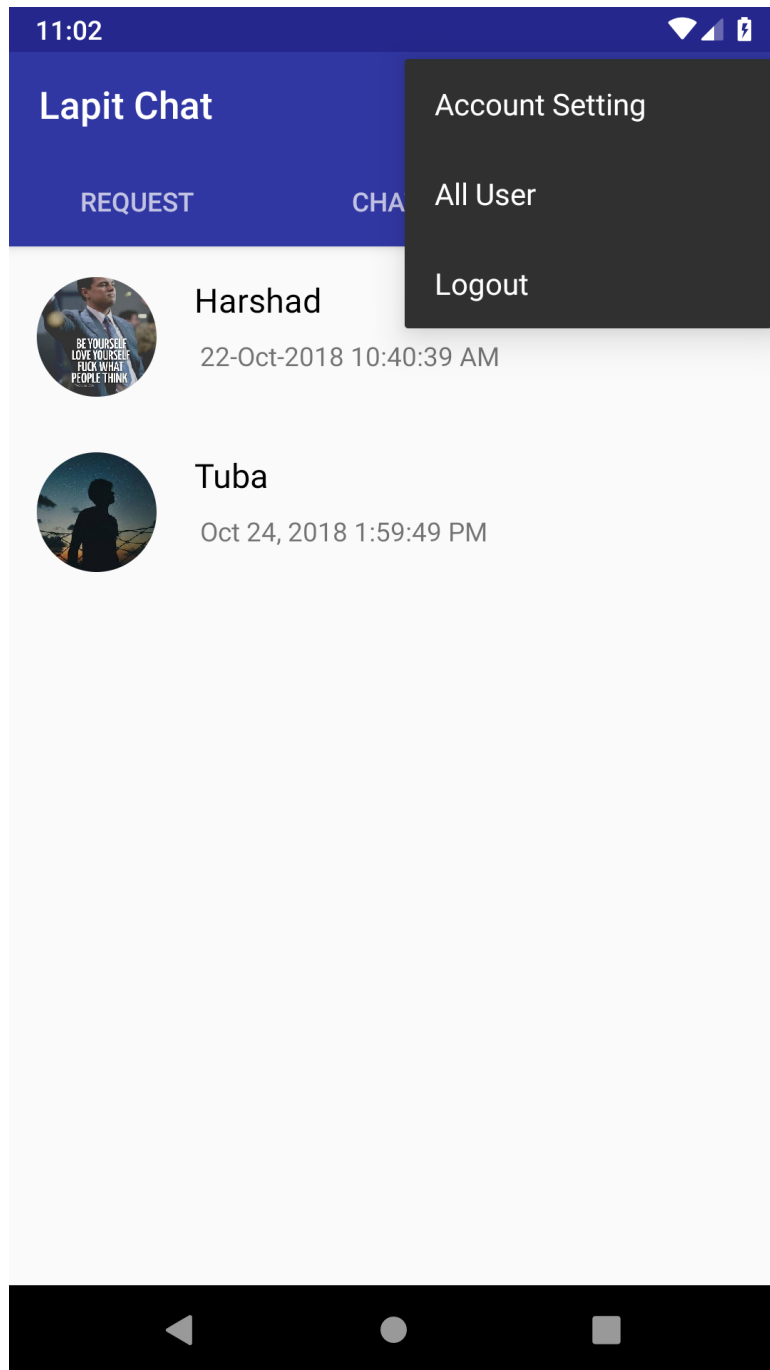 11:02
Lapit Chat
Account Setting
All User
Logout
REQUEST
CHA
Harshad
22-Oct-2018 10:40:39 AM
BE YOURSELF
LOVE YOURSELF
FUCK WHAT
PEOPLE THINK
Tuba
Oct 24, 2018 1:59:49 PM